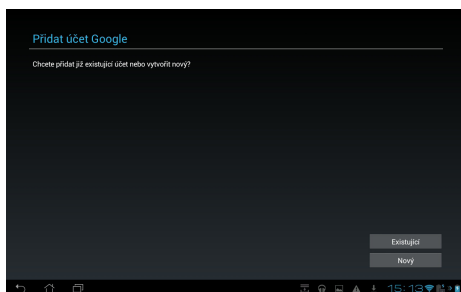 Přidat účet Google
Chcete přidat již existující účet nebo vytvořit nový?
Existující
Nový
15:13